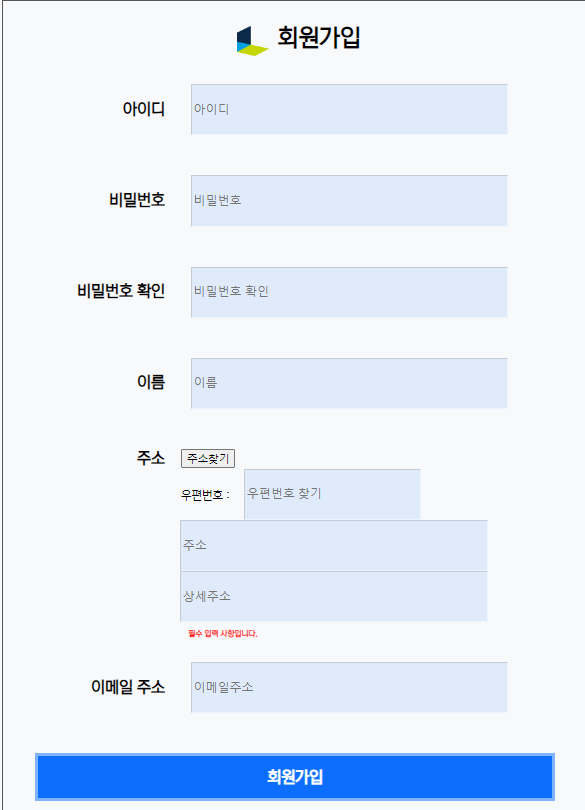 회원가입
아이디 아이디
비밀번호 비밀번호
비밀번호 확인 비밀번호 확인
이름 이름
주소 주소찾기
우편번호 : 우편번호 찾기
주소
상세주소
필수 입력 사항입니다.
이메일 주소 이메일주소
회원가입